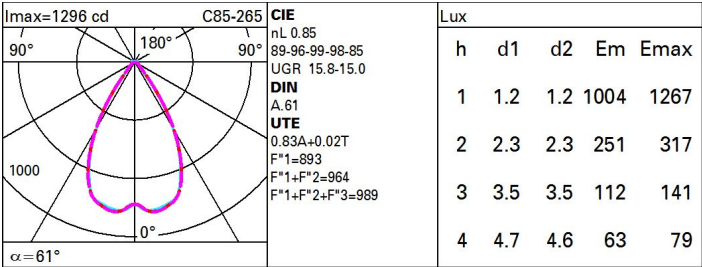 Imax=1296 cd C85-265
90° 180° 90°
1000
0°
α=61°
CIE
nL 0.85
89-96-99-98-85
UGR 15.8-15.0
DIN
A.61
UTE
0.83A+0.02T
F"1=893
F"1+F"2=964
F"1+F"2+F"3=989
Lux
h d1 d2 Em Emax
1 1.2 1.2 1004 1267
2 2.3 2.3 251 317
3 3.5 3.5 112 141
4 4.7 4.6 63 79